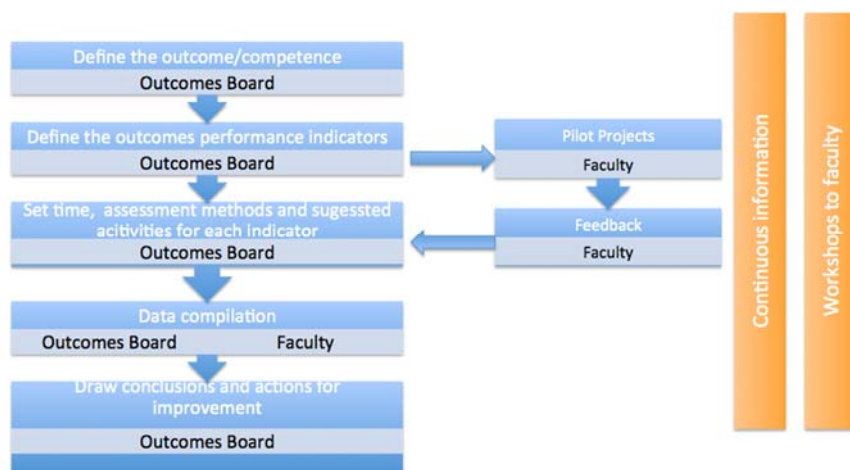 Define the outcome/competence
Outcomes Board
Define the outcomes performance indicators
Outcomes Board
Set time, assessment methods and sugessted
acitivities for each indicator
Outcomes Board
Data compilation
Outcomes Board Faculty
Draw conclusions and actions for
improvement
Outcomes Board
Pilot Projects
Faculty
Feedback
Faculty
Continuous information
Workshops to faculty